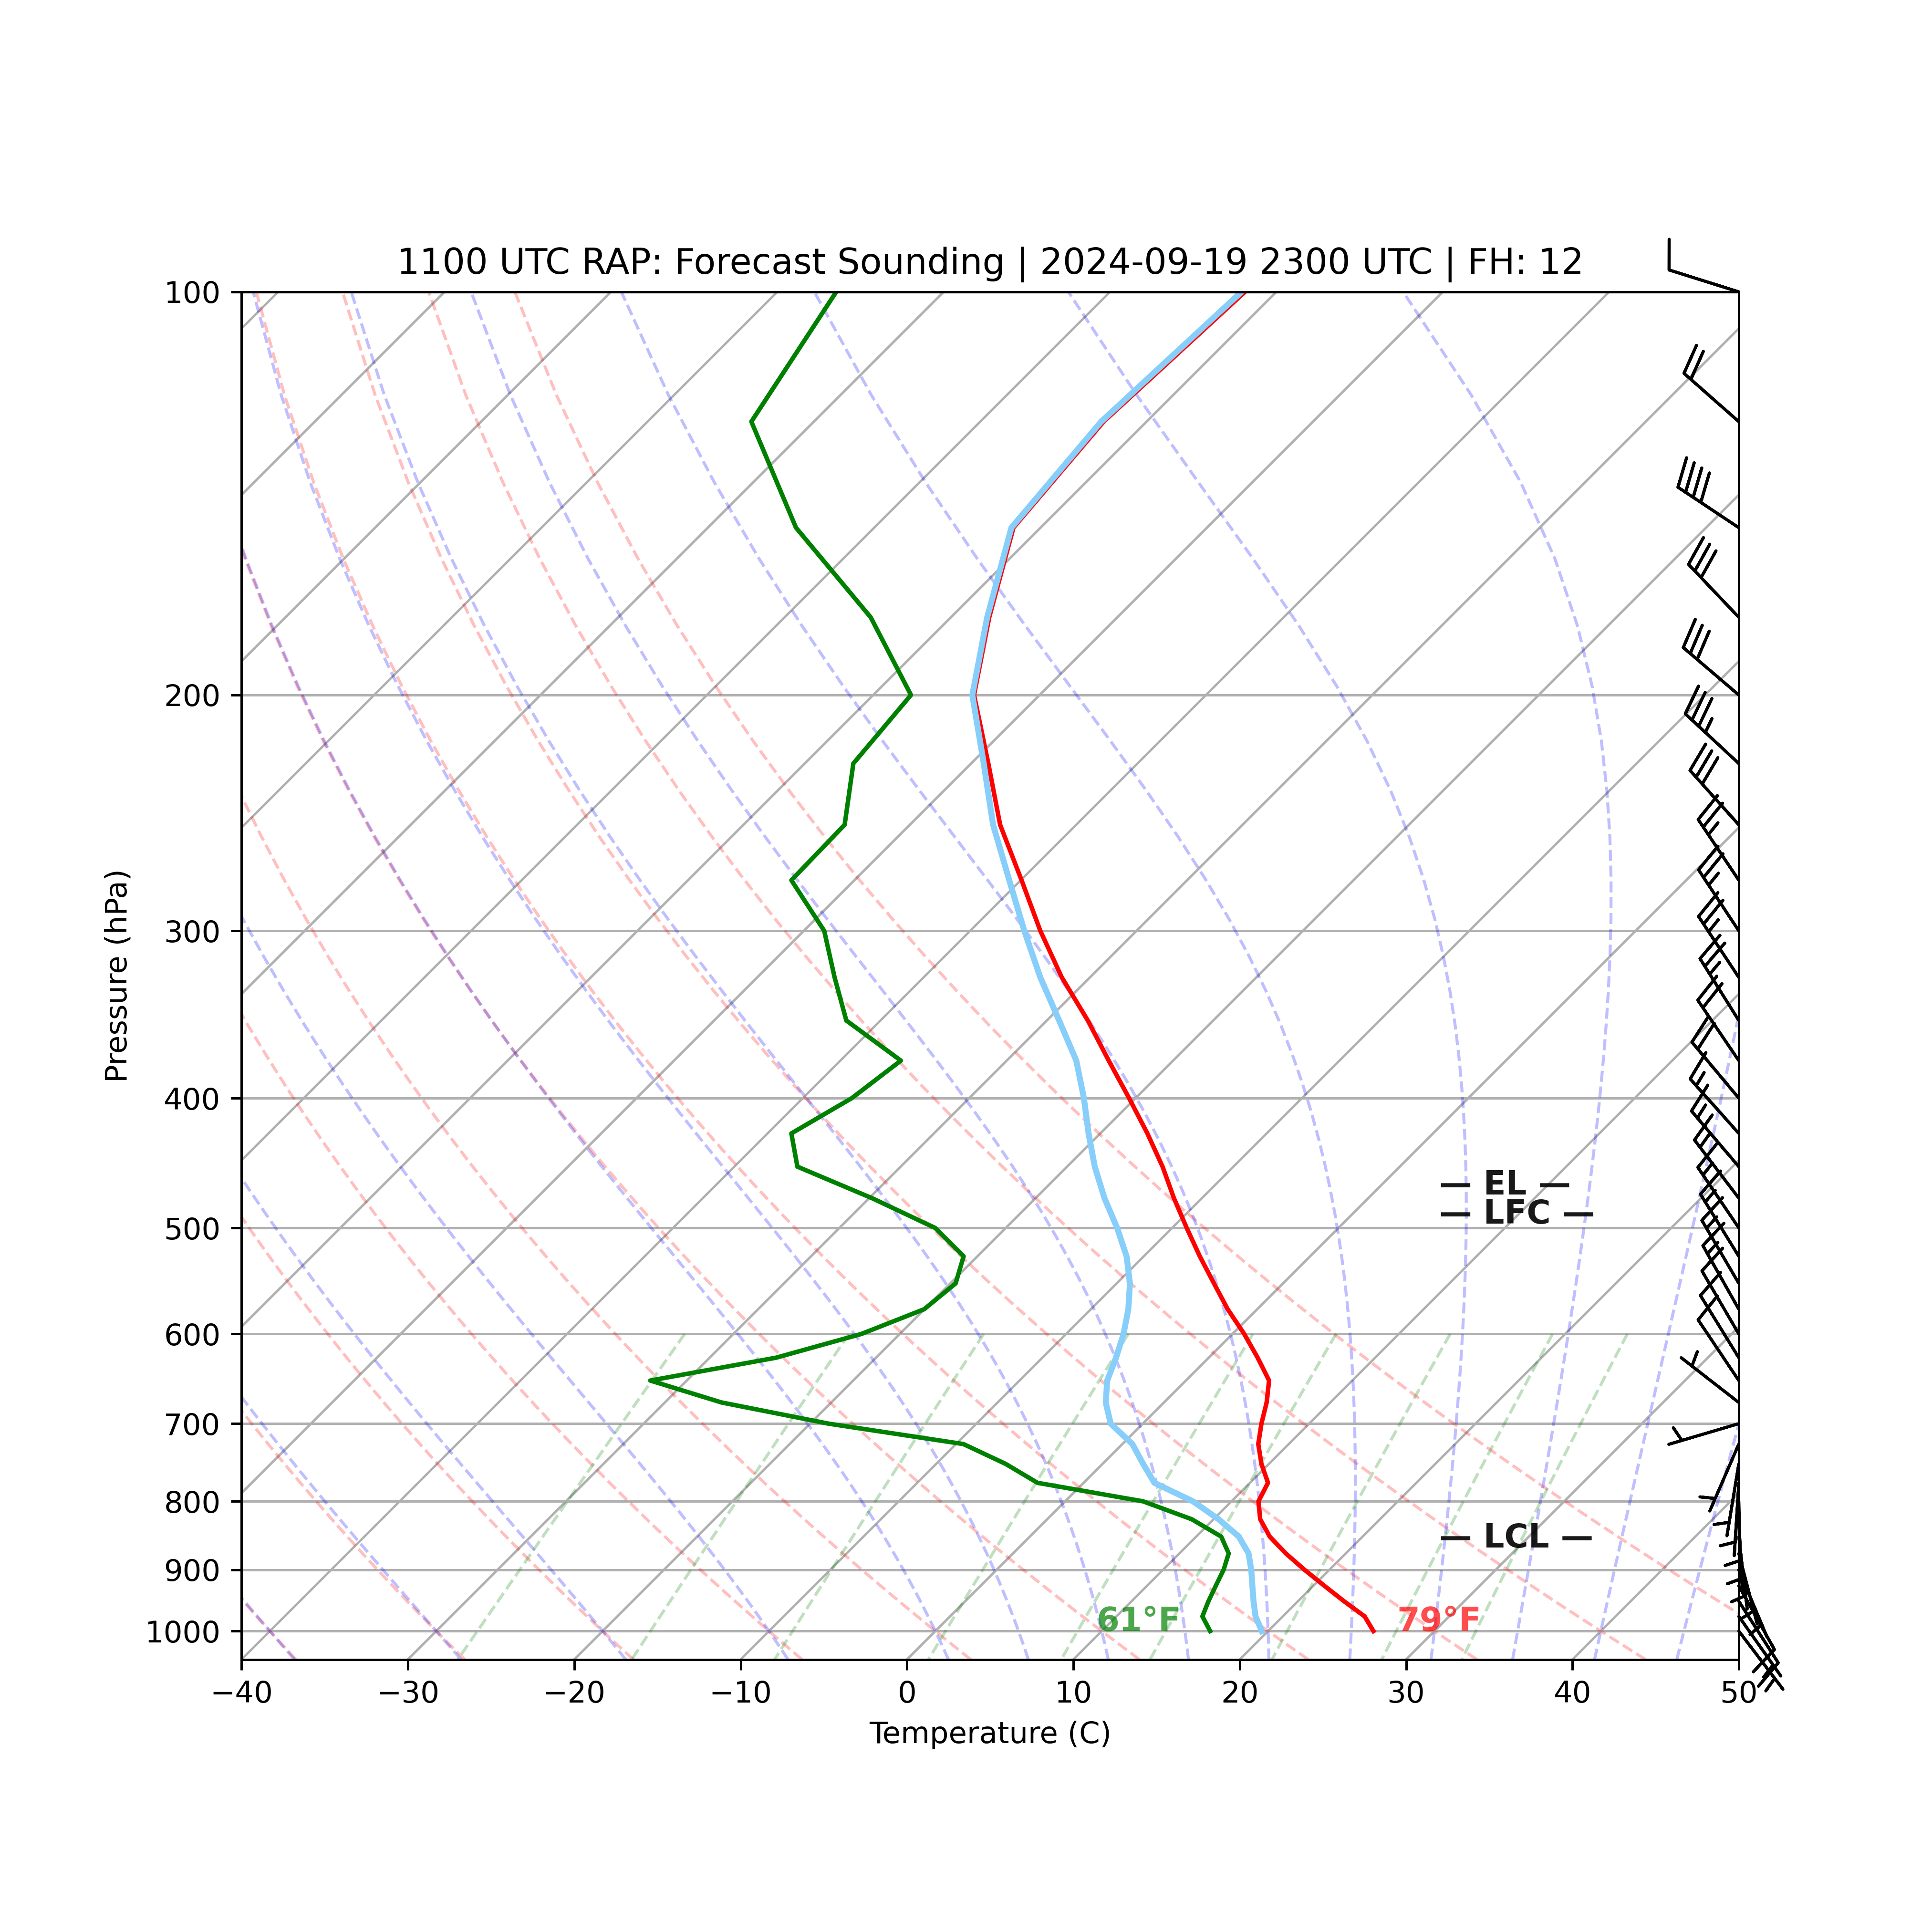 1100 UTC RAP: Forecast Sounding | 2024-09-19 2300 UTC | FH: 12
100
200
300
400
500
600
700
800
900
1000
Pressure (hPa)
— EL —
— LFC —
— LCL —
61°F
79°F
−40 −30 −20 −10 0 10 20 30 40 50
Temperature (C)